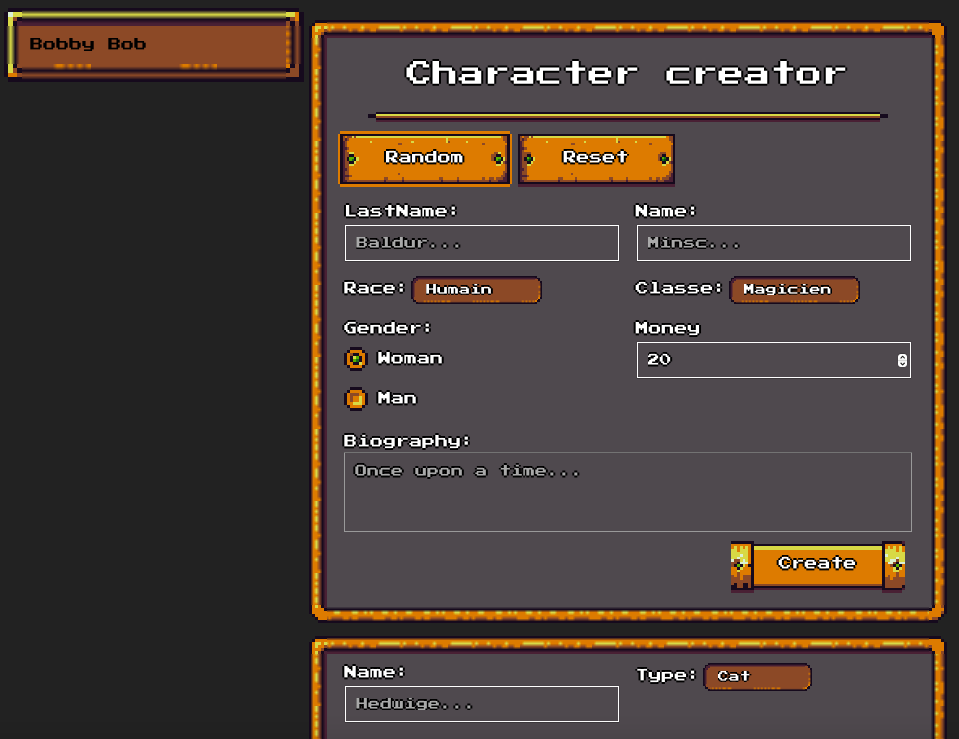 Bobby Bob
Character creator
Random Reset
LastName: Name:
Baldur... Minsc...
Race: Humain Classe: Magicien
Gender: Money
Woman 20
Man
Biography:
Once upon a time...
Create
Name: Type: Cat
Hedwige...